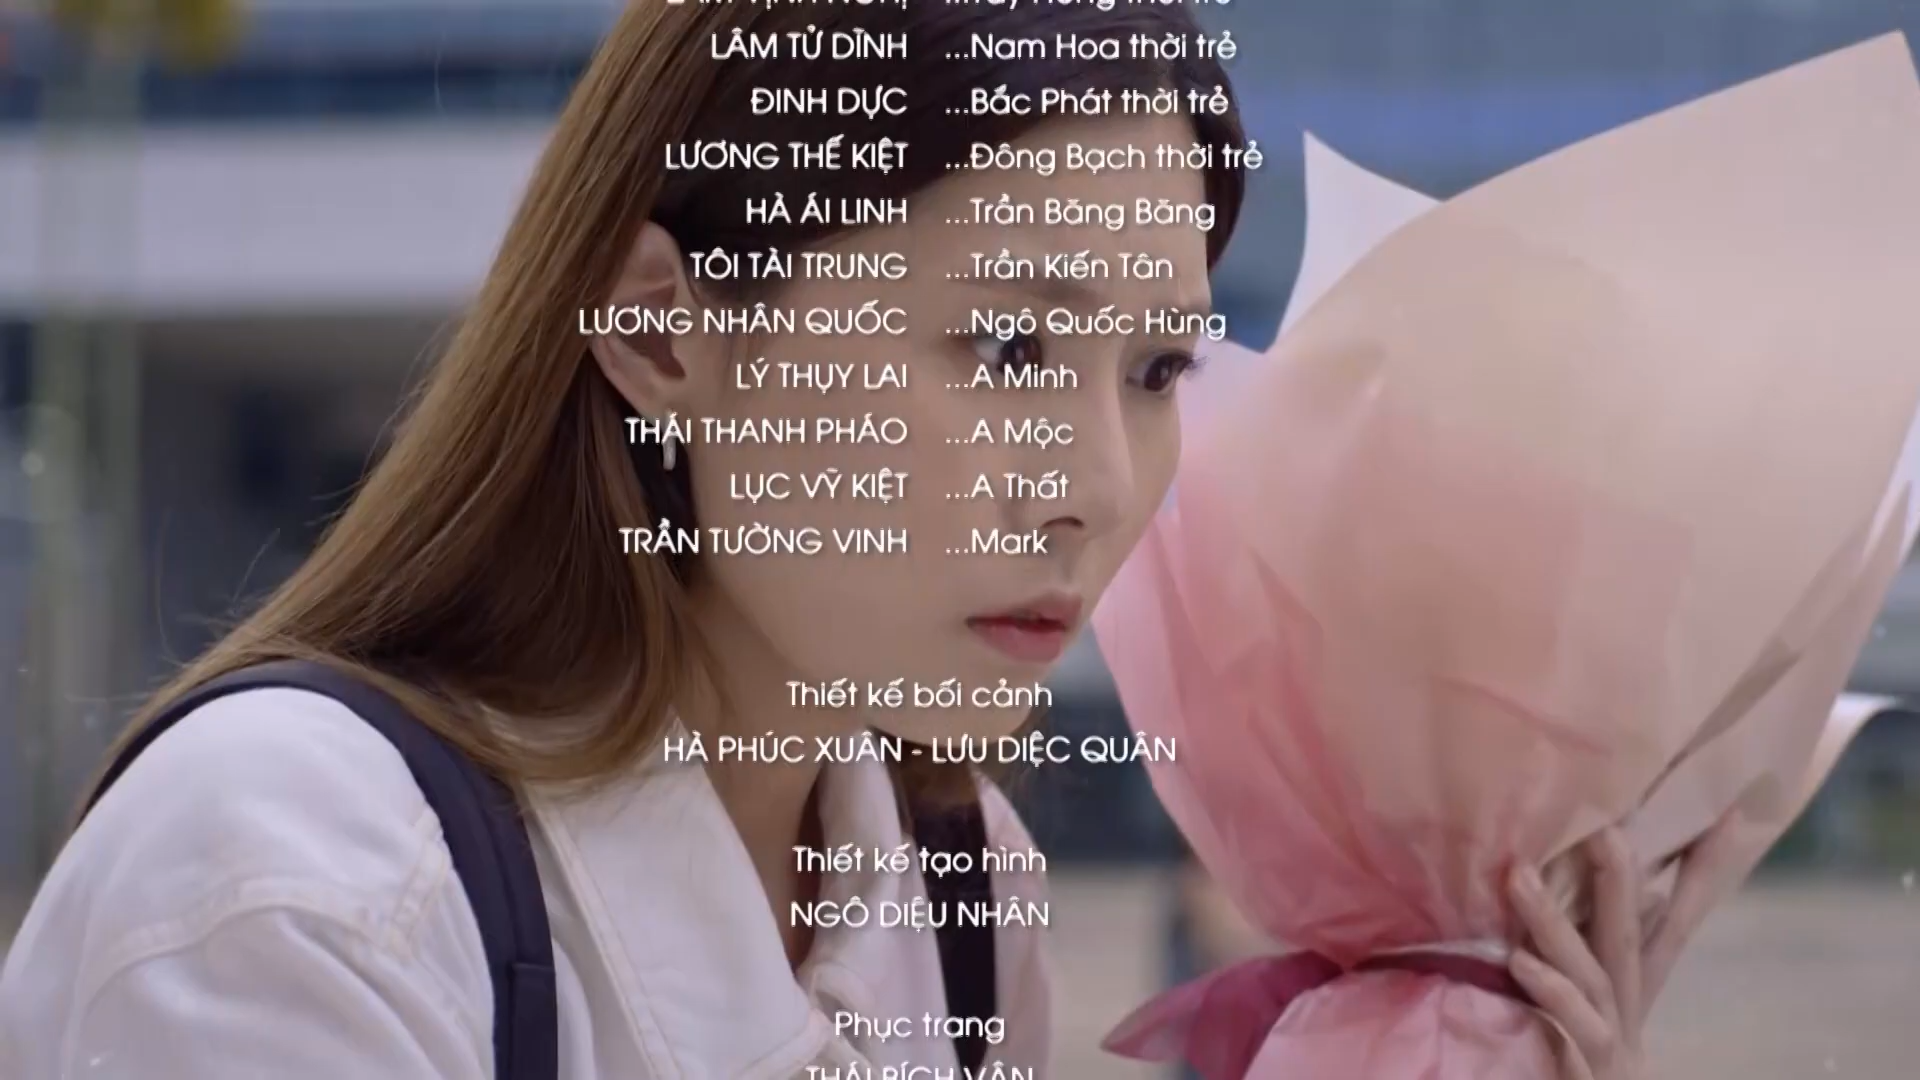 LÂM TỬ DĨNH ...Nam Hoa thời trẻ
ĐINH DỰC ...Bắc Phát thời trẻ
LƯƠNG THẾ KIỆT ...Đông Bạch thời trẻ
HÀ ÁI LINH ...Trần Băng Băng
TÔI TÀI TRUNG ...Trần Kiến Tân
LƯƠNG NHÂN QUỐC ...Ngô Quốc Hùng
LÝ THỤY LAI ...A Minh
THÁI THANH PHÁO ...A Mộc
LỤC VỸ KIỆT ...A Thất
TRẦN TƯỜNG VINH ...Mark
Thiết kế bối cảnh
HÀ PHÚC XUÂN - LƯU DIỆC QUÂN
Thiết kế tạo hình
NGÔ DIỆU NHÂN
Phục trang
THÁI BÍCH VÂN